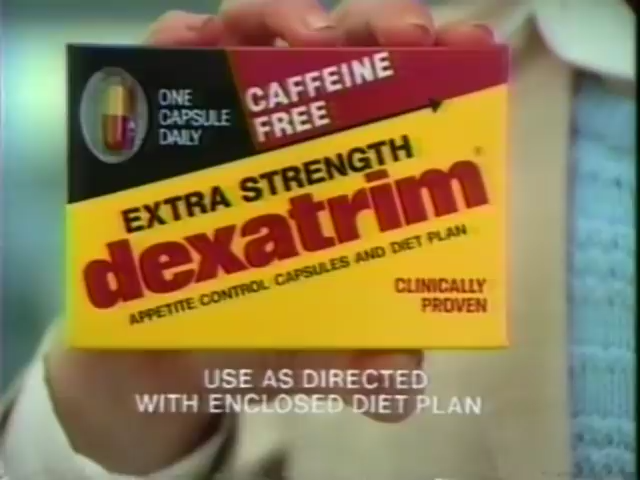 ONE
CAPSULE
DAILY
CAFFEINE
FREE
EXTRA STRENGTH
dexatrim®
APPETITE CONTROL CAPSULES AND DIET PLAN
CLINICALLY
PROVEN
USE AS DIRECTED
WITH ENCLOSED DIET PLAN